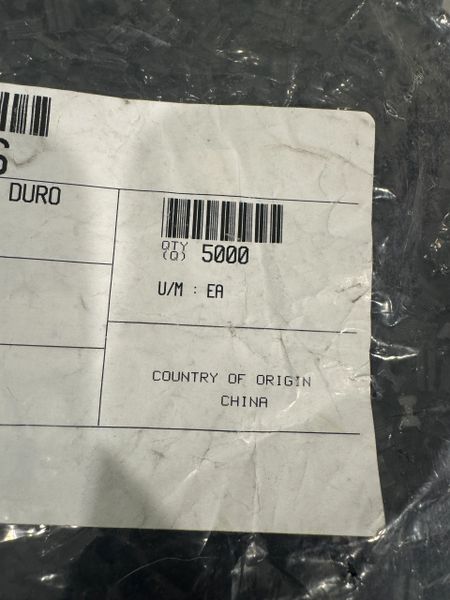 S
DURO
QTY
(Q) 5000
U/M : EA
COUNTRY OF ORIGIN
CHINA